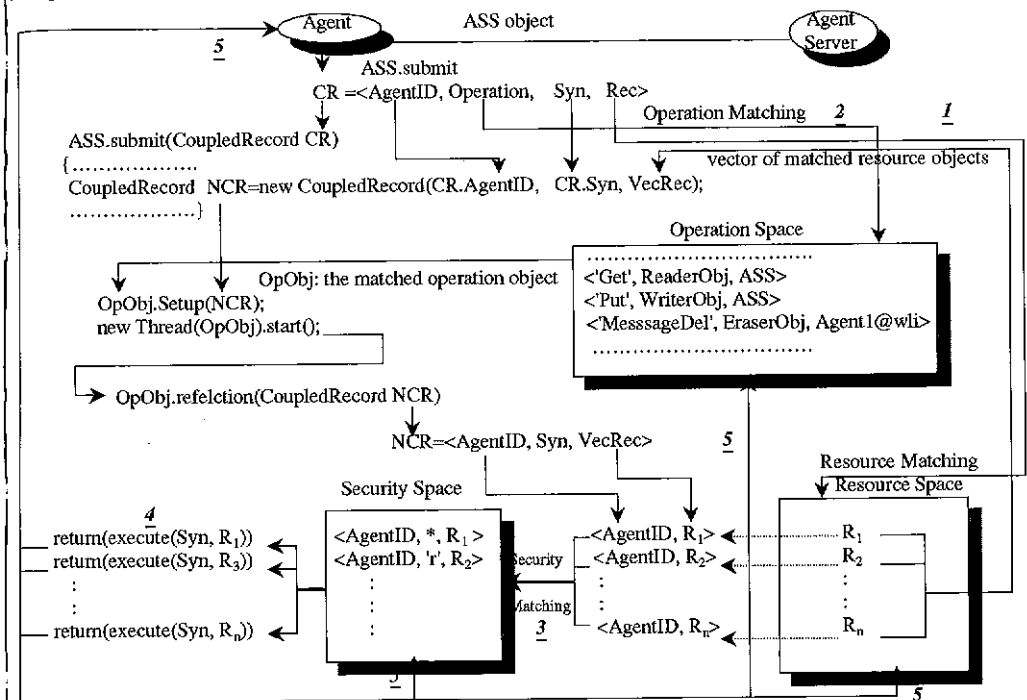 Agent
ASS object
Agent
Server
5
ASS.submit
CR =<AgentID, Operation, Syn, Rec>
Operation Matching
2
1
ASS.submit(CoupledRecord CR)
{..................
vector of matched resource objects
CoupledRecord NCR=new CoupledRecord(CR.AgentID, CR.Syn, VecRec);
..................}
Operation Space
OpObj: the matched operation object
................................
<'Get', ReaderObj, ASS>
<'Put', WriterObj, ASS>
<'MesssageDel', EraserObj, Agent1@wli>
................................
OpObj.Setup(NCR);
new Thread(OpObj).start();
OpObj.refelction(CoupledRecord NCR)
NCR=<AgentID, Syn, VecRec>
5
Resource Matching
Resource Space
Security Space
4
return(execute(Syn, R1))
return(execute(Syn, R3))
:
:
return(execute(Syn, Rn))
<AgentID, *, R1 >
<AgentID, 'r', R2>
:
:
:
Security
Matching
3
<AgentID, R1>
<AgentID, R2>
:
:
<AgentID, Rn>
R1
R2
:
:
Rn
5